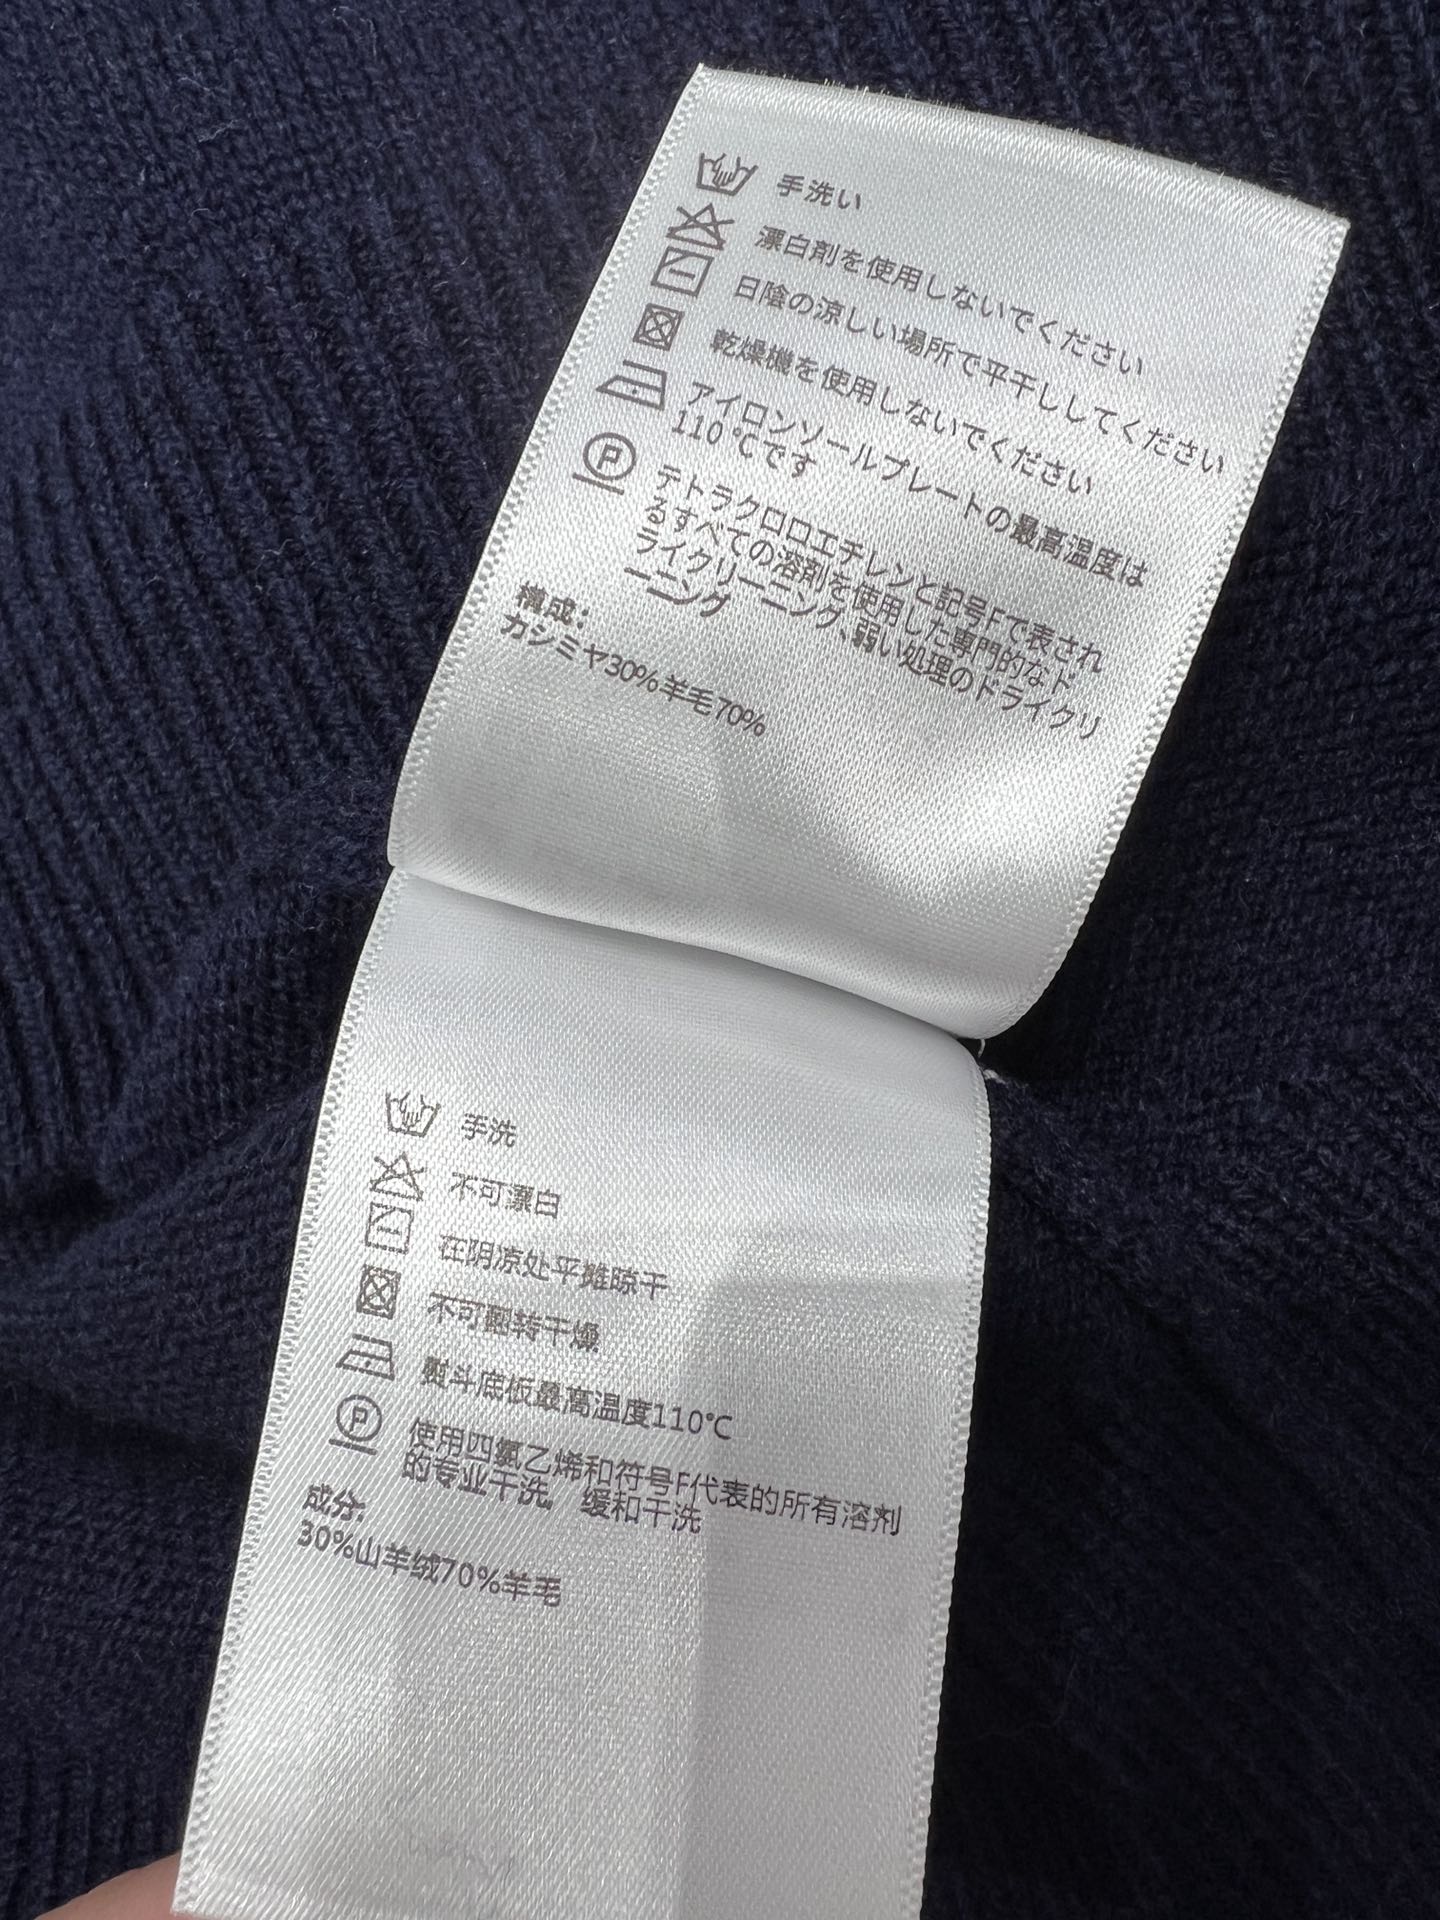 手洗い
漂白剤を使用しないでください
日陰の涼しい場所で平干ししてください
乾燥機を使用しないでください
アイロンソールプレートの最高温度は
110℃です
テトラクロロエチレンと記号Fで表され
るすべての溶剤を使用した専門的なド
ライクリーニング、弱い処理のドライクリ
ーニング
構成:
カシミヤ30%羊毛70%
手洗
不可漂白
在阴凉处平摊晾干
不可翻转干燥
熨斗底板最高温度110℃
P
使用四氯乙烯和符号F代表的所有溶剂
的专业干洗。缓和干洗
成分:
30%山羊绒70%羊毛